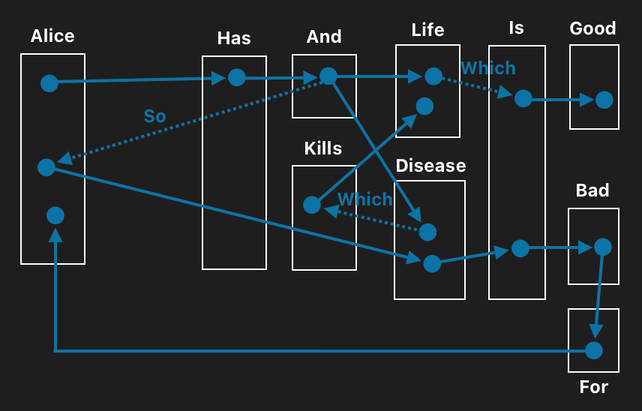 Alice
Has
And
Life
Is
Good
Which
So
Kills
Disease
Which
Bad
For